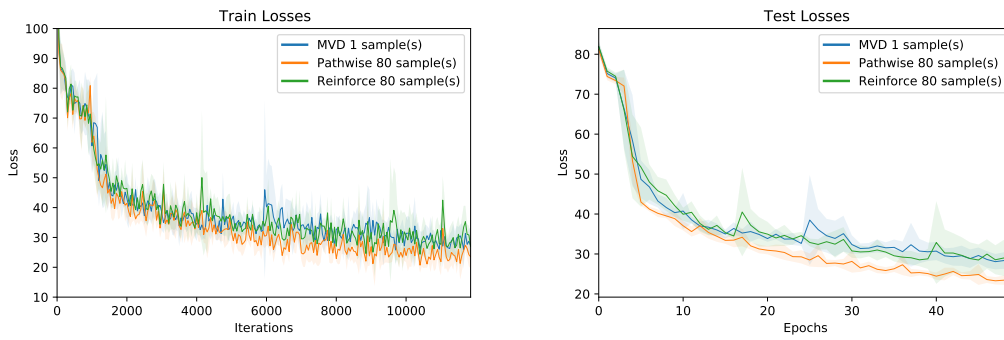 Train Losses
100
90
80
70
60
50
40
30
20
10
0
2000
4000
6000
8000
10000
Loss
Iterations
MVD 1 sample(s)
Pathwise 80 sample(s)
Reinforce 80 sample(s)
Test Losses
80
70
60
50
40
30
20
0
10
20
30
40
Loss
Epochs
MVD 1 sample(s)
Pathwise 80 sample(s)
Reinforce 80 sample(s)